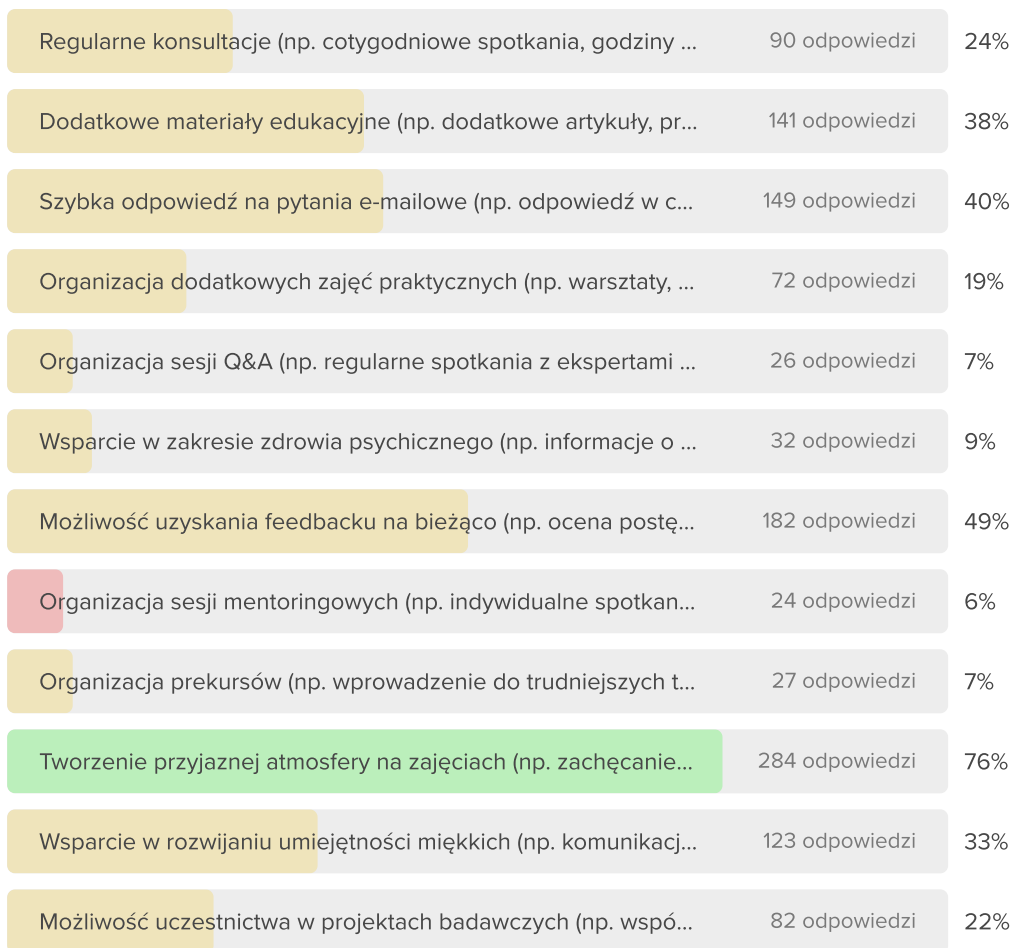 Regularne konsultacje (np. cotygodniowe spotkania, godziny ... 90 odpowiedzi 24%
Dodatkowe materiały edukacyjne (np. dodatkowe artykuły, pr... 141 odpowiedzi 38%
Szybka odpowiedź na pytania e-mailowe (np. odpowiedź w c... 149 odpowiedzi 40%
Organizacja dodatkowych zajęć praktycznych (np. warsztaty, ... 72 odpowiedzi 19%
Organizacja sesji Q&A (np. regularne spotkania z ekspertami ... 26 odpowiedzi 7%
Wsparcie w zakresie zdrowia psychicznego (np. informacje o ... 32 odpowiedzi 9%
Możliwość uzyskania feedbacku na bieżąco (np. ocena postę... 182 odpowiedzi 49%
Organizacja sesji mentoringowych (np. indywidualne spotkan... 24 odpowiedzi 6%
Organizacja prekursów (np. wprowadzenie do trudniejszych t... 27 odpowiedzi 7%
Tworzenie przyjaznej atmosfery na zajęciach (np. zachęcanie... 284 odpowiedzi 76%
Wsparcie w rozwijaniu umiejętności miękkich (np. komunikacj... 123 odpowiedzi 33%
Możliwość uczestnictwa w projektach badawczych (np. wspó... 82 odpowiedzi 22%